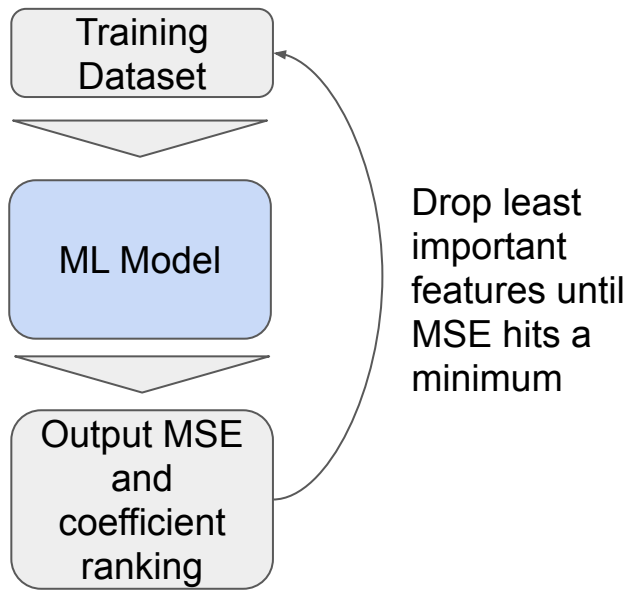 Training
Dataset
ML Model
Drop least
important
features until
MSE hits a
minimum
Output MSE
and
coefficient
ranking